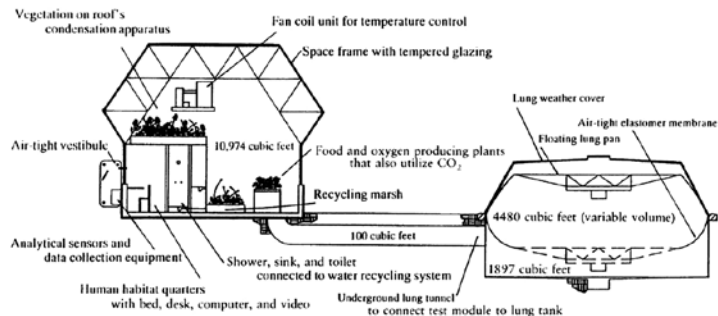 Vegetation on roof's
condensation apparatus
Fan coil unit for temperature control
Space frame with tempered glazing
Lung weather cover
Air-tight elastomer membrane
Floating lung pan
Air-tight vestibule
10,974 cubic feet
Food and oxygen producing plants
that also utilize CO₂
Recycling marsh
4480 cubic feet (variable volume)
100 cubic feet
Analytical sensors and
data collection equipment
Shower, sink, and toilet
connected to water recycling system
1897 cubic feet
Human habitat quarters
with bed, desk, computer, and video
Underground lung tunnel
to connect test module to lung tank